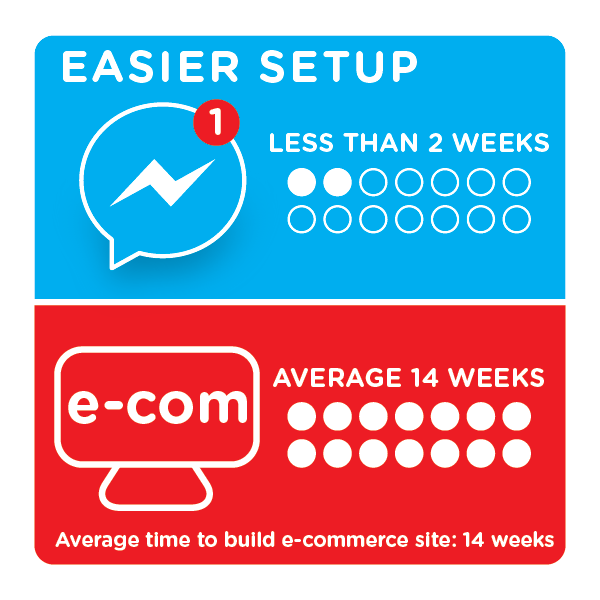 EASIER SETUP
1
LESS THAN 2 WEEKS
e-com
AVERAGE 14 WEEKS
Average time to build e-commerce site: 14 weeks